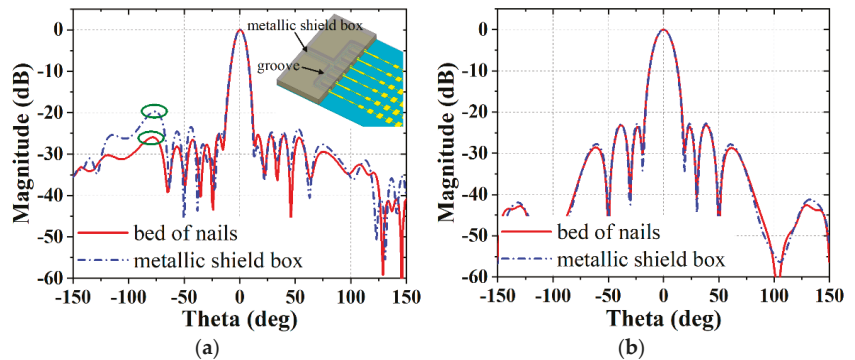 0
-10
-20
-30
-40
-50
-60
Magnitude (dB)
metallic shield box
groove
bed of nails
metallic shield box
-150 -100 -50 0 50 100 150
Theta (deg)
(a)
0
-10
-20
-30
-40
-50
-60
Magnitude (dB)
bed of nails
metallic shield box
-150 -100 -50 0 50 100 150
Theta (deg)
(b)